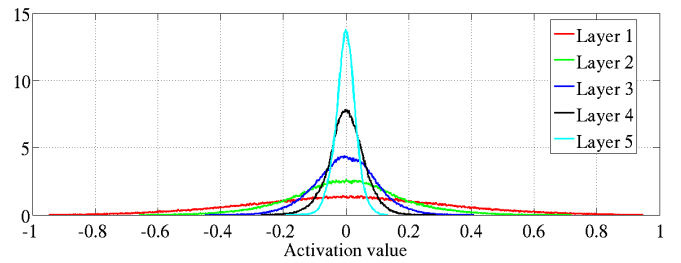 15
10
5
0
-1 -0.8 -0.6 -0.4 -0.2 0 0.2 0.4 0.6 0.8 1
Activation value
Layer 1
Layer 2
Layer 3
Layer 4
Layer 5